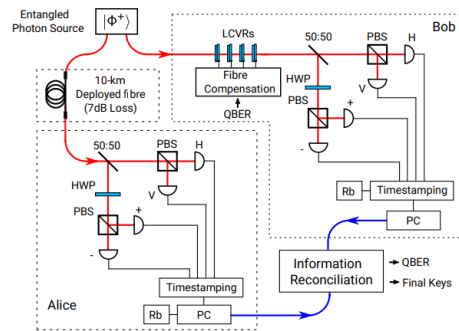 Entangled
Photon Source
|Φ⁺⟩
Bob
LCVRs
50:50
PBS
H
Fibre
Compensation
QBER
HWP
PBS
V
+
-
Rb
Timestamping
PC
10-km
Deployed fibre
(7dB Loss)
50:50
PBS
H
HWP
PBS
V
+
-
Timestamping
Rb
PC
Alice
Information
Reconciliation
QBER
Final Keys